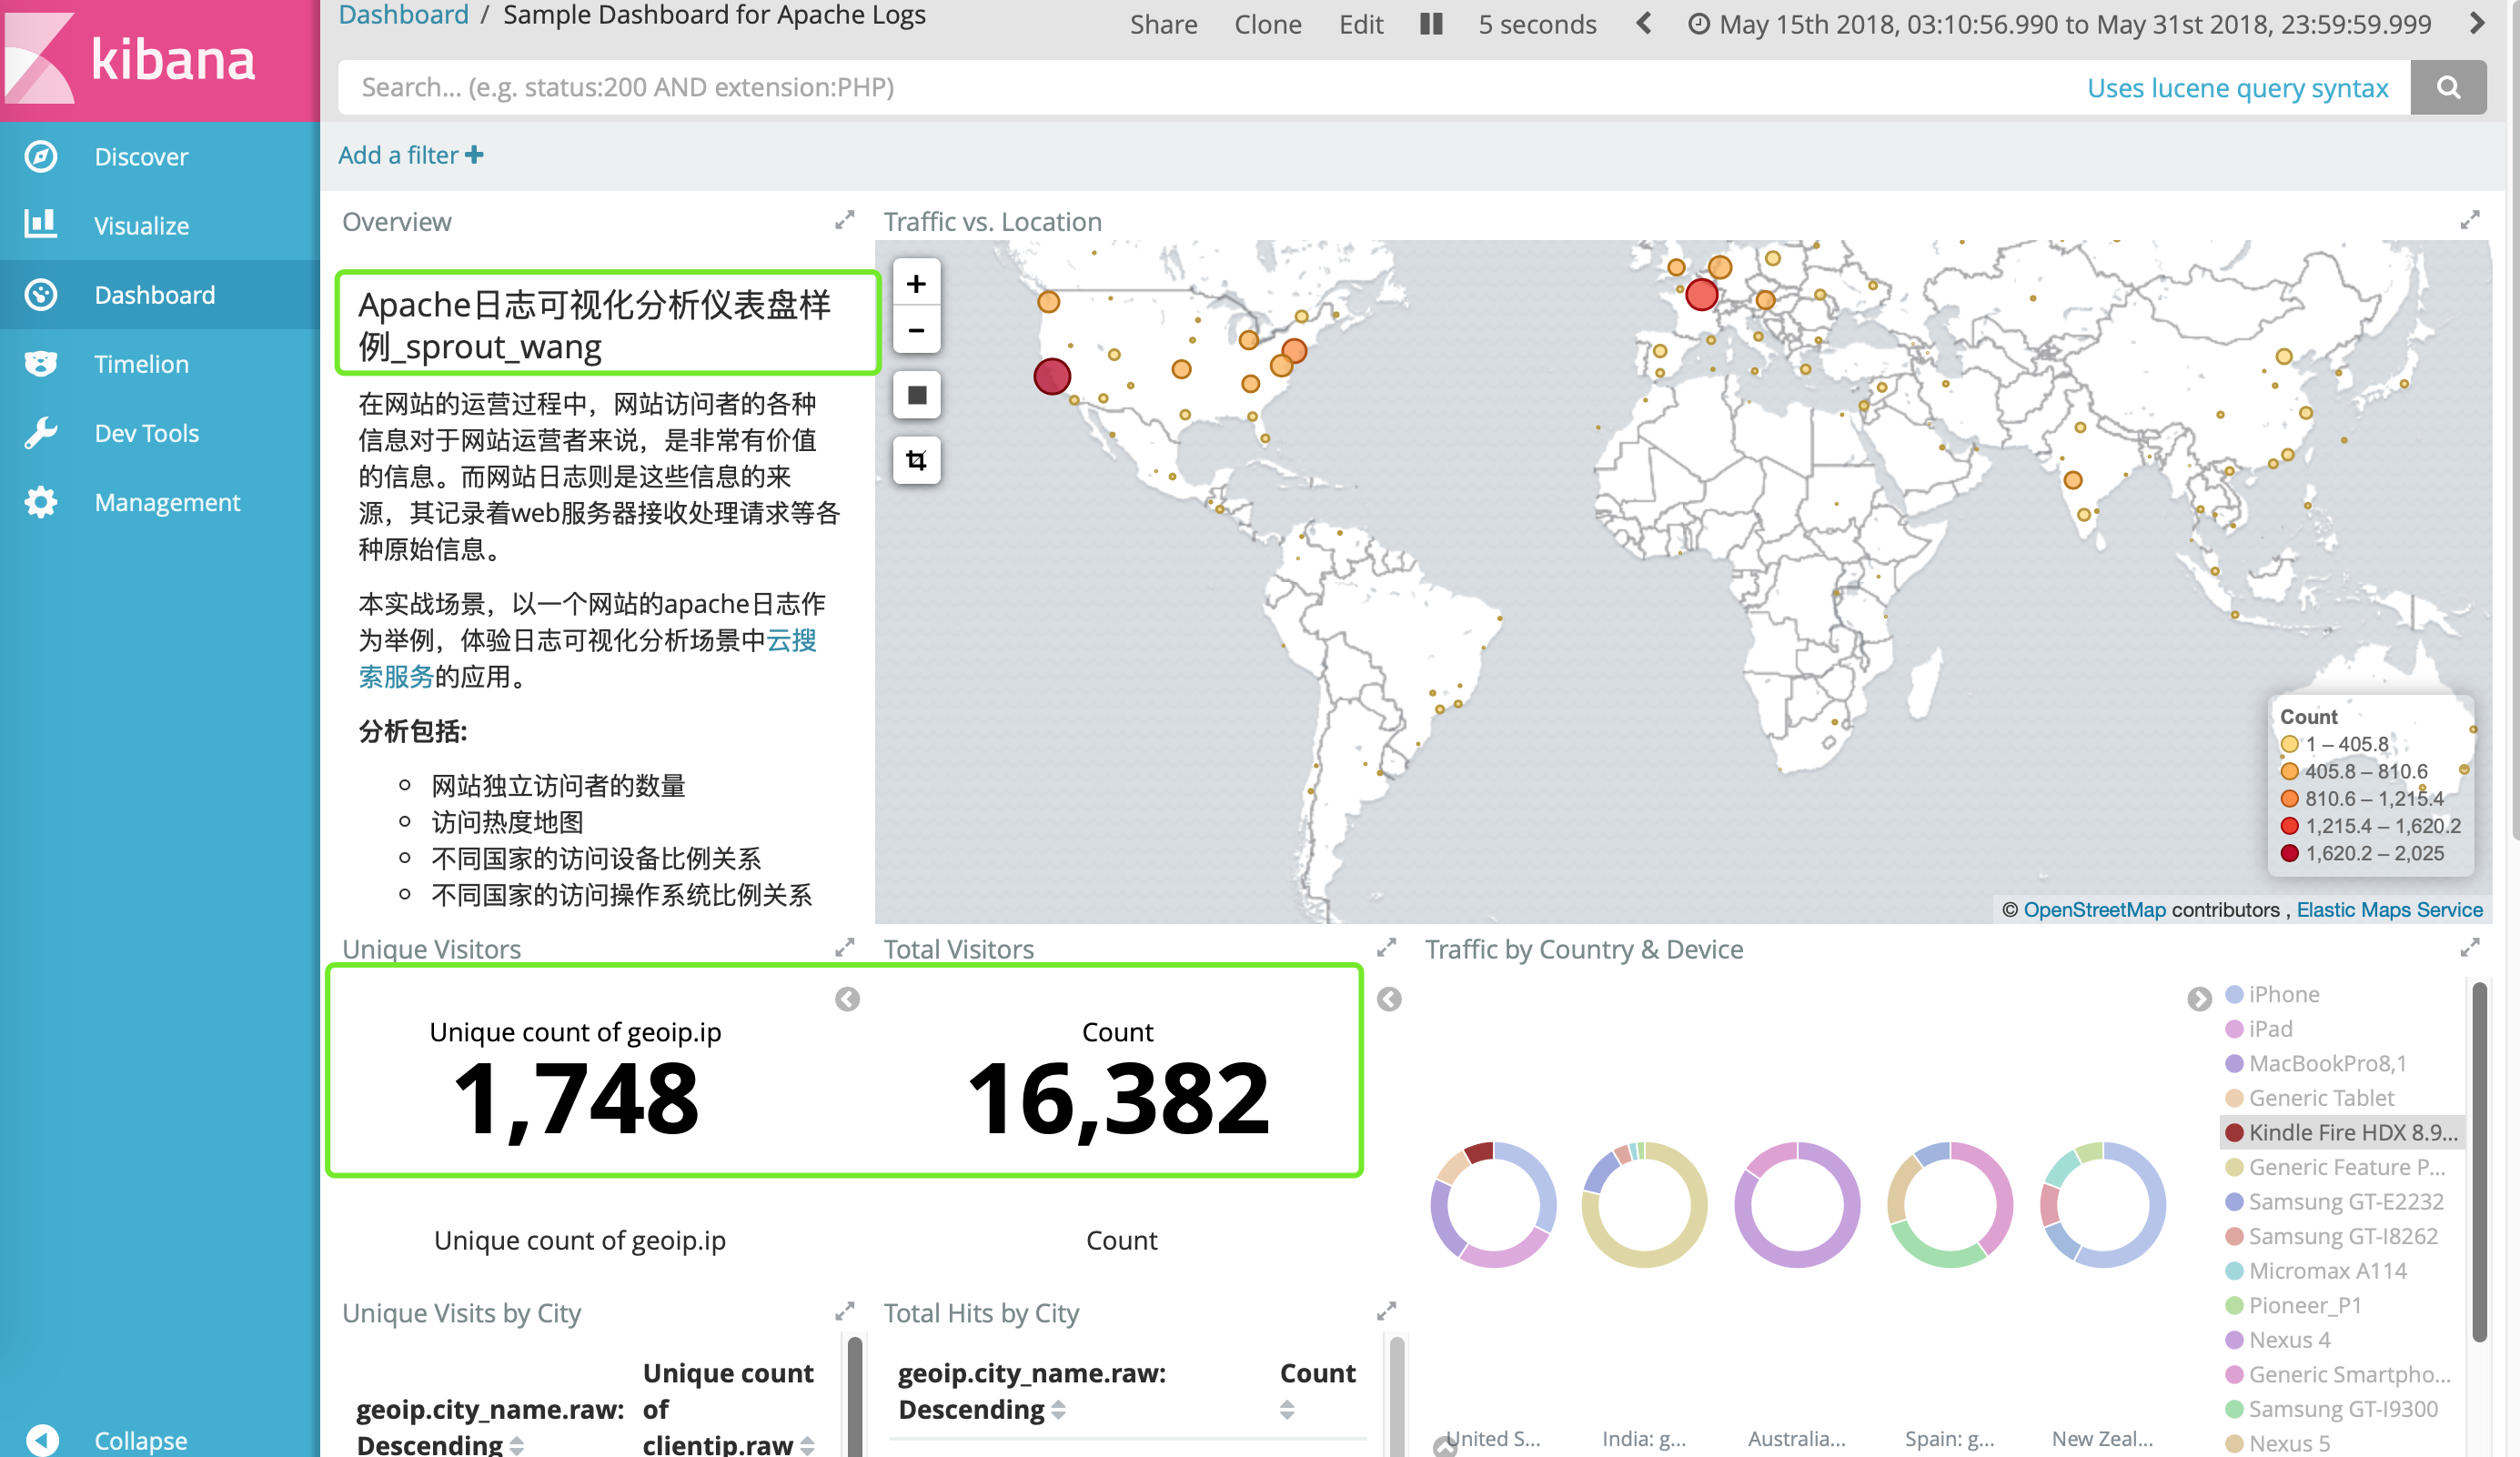 kibana
Discover
Visualize
Dashboard
Timelion
Dev Tools
Management
Collapse
Dashboard / Sample Dashboard for Apache Logs
Share Clone Edit 5 seconds May 15th 2018, 03:10:56.990 to May 31st 2018, 23:59:59.999
Search... (e.g. status:200 AND extension:PHP) Uses lucene query syntax
Add a filter
Overview
Apache日志可视化分析仪表盘样
例_sprout_wang
在网站的运营过程中，网站访问者的各种
信息对于网站运营者来说，是非常有价值
的信息。而网站日志则是这些信息的来
源，其记录着web服务器接收处理请求等各
种原始信息。
本实战场景，以一个网站的apache日志作
为举例，体验日志可视化分析场景中云搜
索服务的应用。
分析包括:
网站独立访问者的数量
访问热度地图
不同国家的访问设备比例关系
不同国家的访问操作系统比例关系
Traffic vs. Location
Count
1 – 405.8
405.8 – 810.6
810.6 – 1,215.4
1,215.4 – 1,620.2
1,620.2 – 2,025
© OpenStreetMap contributors , Elastic Maps Service
Unique Visitors
Unique count of geoip.ip
1,748
Unique count of geoip.ip
Total Visitors
Count
16,382
Count
Traffic by Country & Device
iPhone
iPad
MacBookPro8,1
Generic Tablet
Kindle Fire HDX 8.9...
Generic Feature P...
Samsung GT-E2232
Samsung GT-I8262
Micromax A114
Pioneer_P1
Nexus 4
Generic Smartpho...
Samsung GT-I9300
Nexus 5
United S... India: g... Australia... Spain: g... New Zeal...
Unique Visits by City
geoip.city_name.raw:
Descending
Unique count
of
clientip.raw
Total Hits by City
geoip.city_name.raw:
Descending
Count